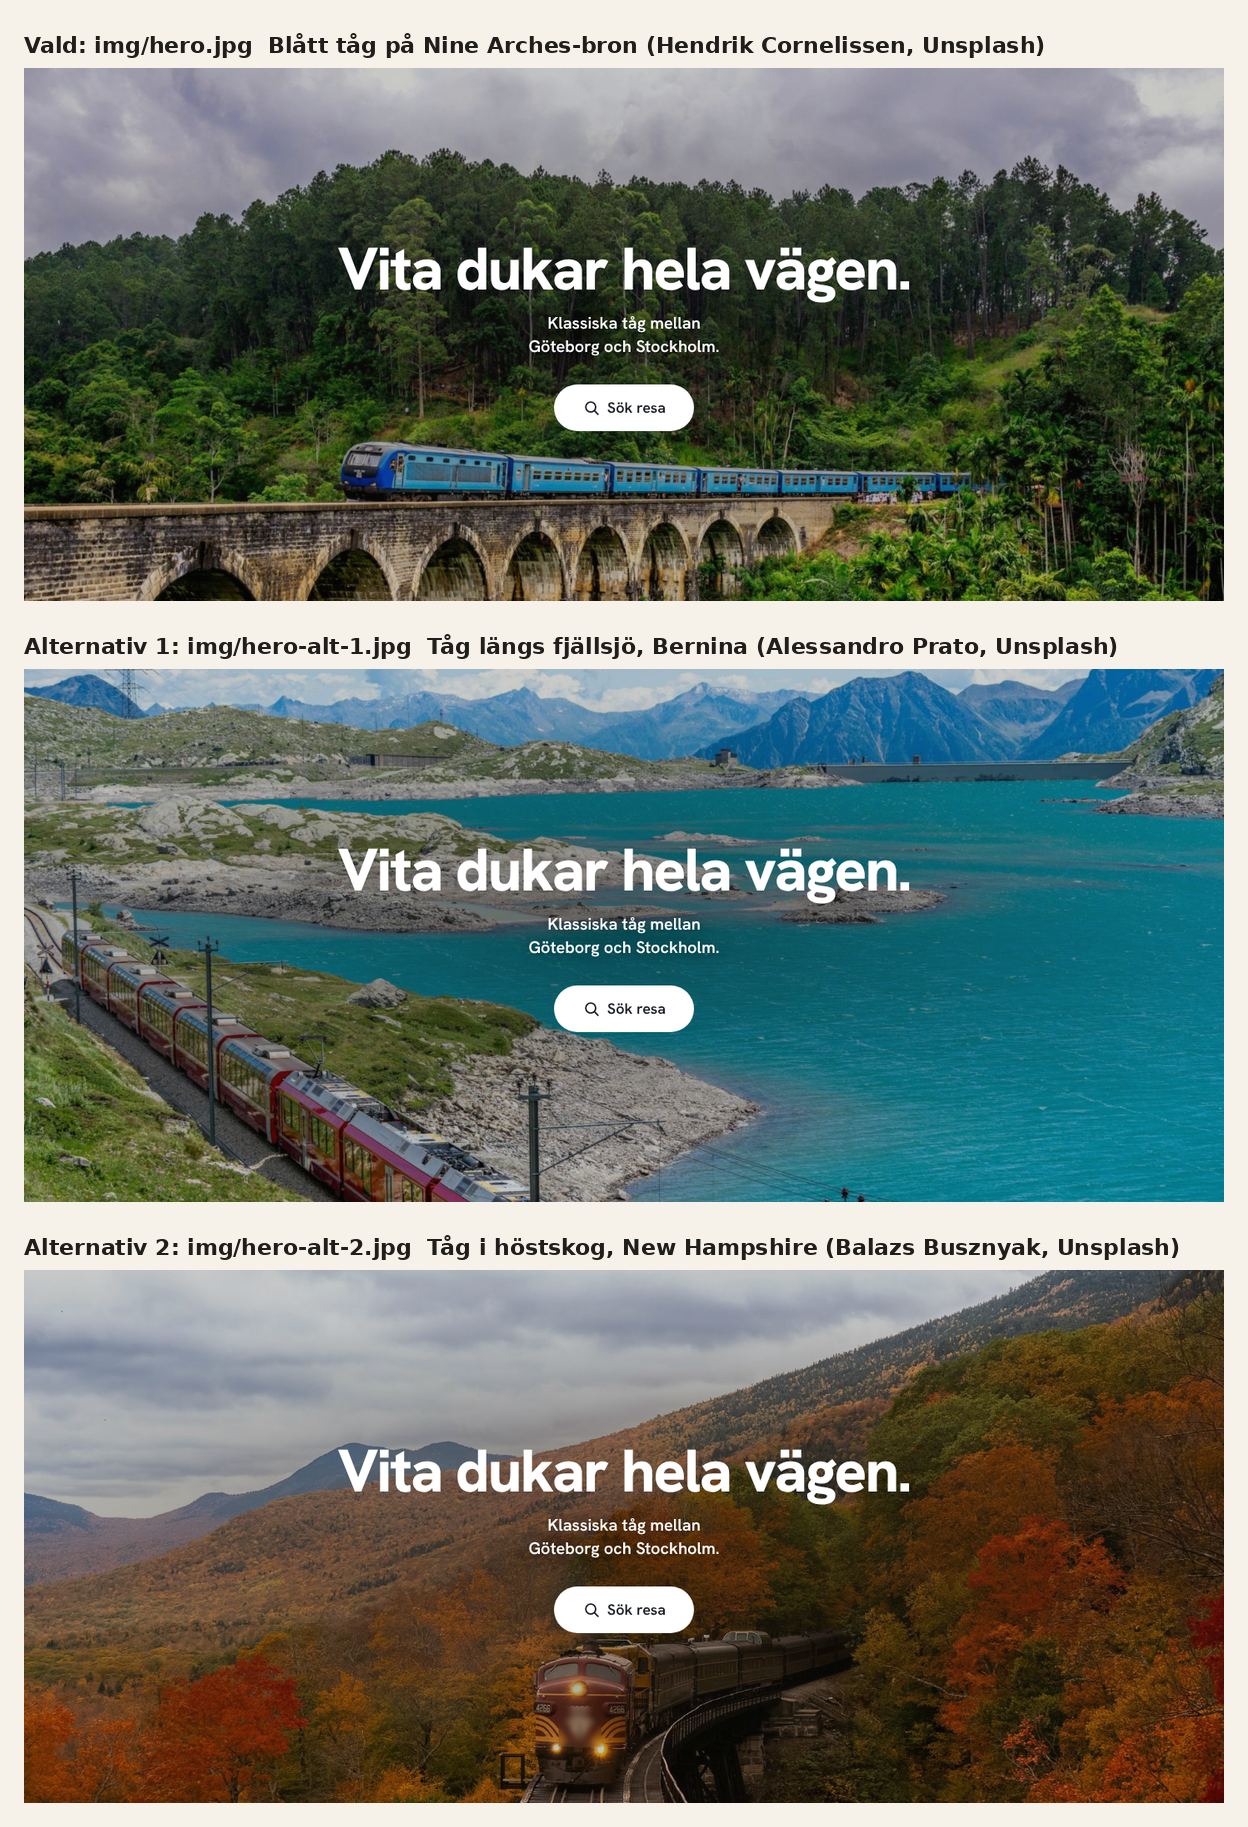 Vald: img/hero.jpg  Blått tåg på Nine Arches-bron (Hendrik Cornelissen, Unsplash)
Vita dukar hela vägen.
Klassiska tåg mellan
Göteborg och Stockholm.
Sök resa
Alternativ 1: img/hero-alt-1.jpg  Tåg längs fjällsjö, Bernina (Alessandro Prato, Unsplash)
Vita dukar hela vägen.
Klassiska tåg mellan
Göteborg och Stockholm.
Sök resa
Alternativ 2: img/hero-alt-2.jpg  Tåg i höstskog, New Hampshire (Balazs Busznyak, Unsplash)
Vita dukar hela vägen.
Klassiska tåg mellan
Göteborg och Stockholm.
Sök resa
4266 4266